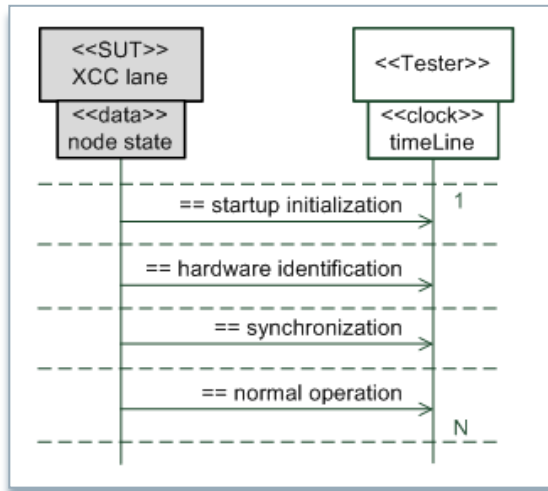 <<SUT>>
XCC lane
<<Tester>>
<<data>>
node state
<<clock>>
timeLine
1
== startup initialization
== hardware identification
== synchronization
== normal operation
N